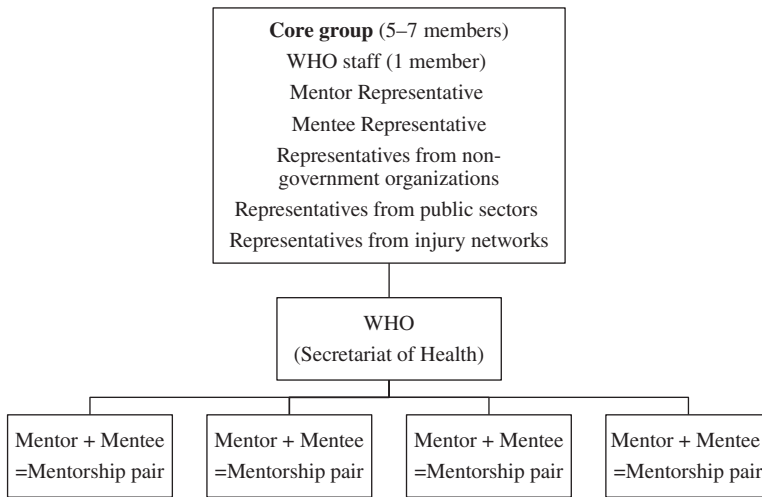 Core group (5–7 members)
WHO staff (1 member)
Mentor Representative
Mentee Representative
Representatives from non-
government organizations
Representatives from public sectors
Representatives from injury networks
WHO
(Secretariat of Health)
Mentor + Mentee
=Mentorship pair
Mentor + Mentee
=Mentorship pair
Mentor + Mentee
=Mentorship pair
Mentor + Mentee
=Mentorship pair